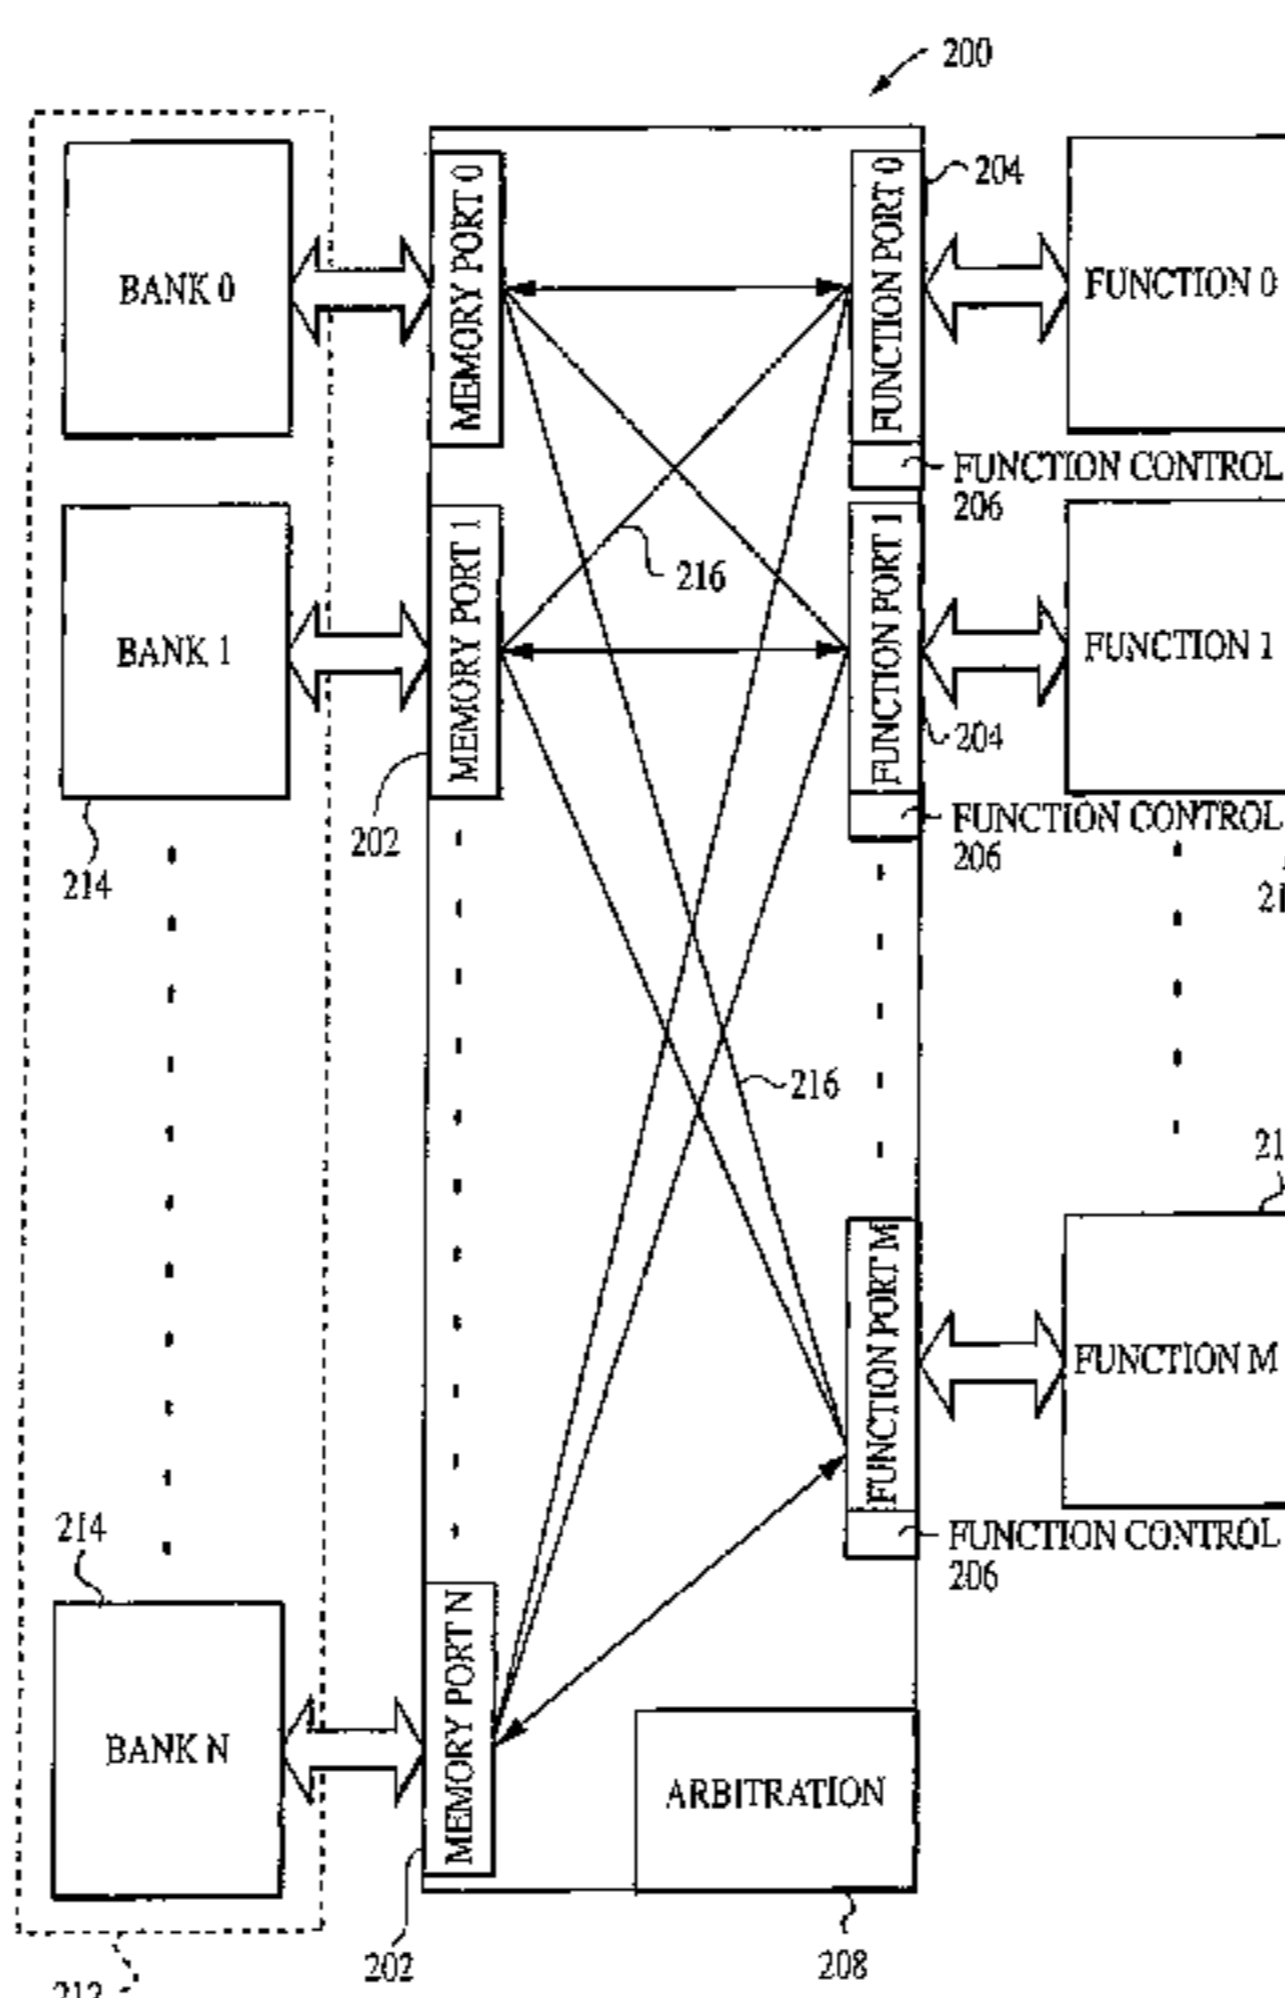 200
BANK 0
MEMORY PORT 0
FUNCTION PORT 0
204
FUNCTION 0
FUNCTION CONTROL
206
BANK 1
MEMORY PORT 1
216
FUNCTION PORT 1
FUNCTION 1
204
202
FUNCTION CONTROL
206
214
216
FUNCTION PORT M
FUNCTION M
214
FUNCTION CONTROL
206
BANK N
MEMORY PORT N
ARBITRATION
202
208